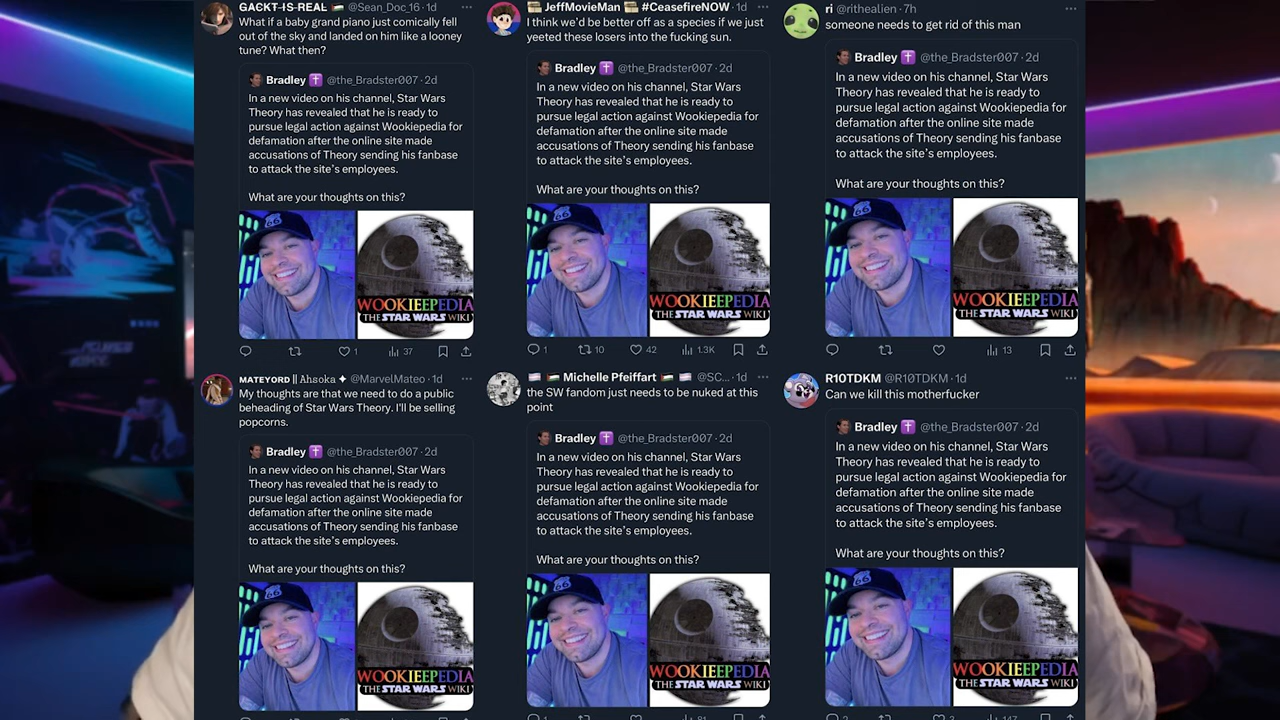 GACKT IS REAL 🇵🇸 @Sean_Doc_16 · 1d
What if a baby grand piano just comically fell
out of the sky and landed on him like a looney
tune? What then?
Bradley ✝️ @the_Bradster007 · 2d
In a new video on his channel, Star Wars
Theory has revealed that he is ready to
pursue legal action against Wookiepedia for
defamation after the online site made
accusations of Theory sending his fanbase
to attack the site's employees.
What are your thoughts on this?
66
WOOKIEEPEDIA
THE STAR WARS WIKI
1
37
JeffMovieMan #CeasefireNOW · 1d
I think we'd be better off as a species if we just
yeeted these losers into the fucking sun.
Bradley ✝️ @the_Bradster007 · 2d
In a new video on his channel, Star Wars
Theory has revealed that he is ready to
pursue legal action against Wookiepedia for
defamation after the online site made
accusations of Theory sending his fanbase
to attack the site's employees.
What are your thoughts on this?
66
WOOKIEEPEDIA
THE STAR WARS WIKI
1
10
42
1.3K
ri @rithealien · 7h
someone needs to get rid of this man
Bradley ✝️ @the_Bradster007 · 2d
In a new video on his channel, Star Wars
Theory has revealed that he is ready to
pursue legal action against Wookiepedia for
defamation after the online site made
accusations of Theory sending his fanbase
to attack the site's employees.
What are your thoughts on this?
66
WOOKIEEPEDIA
THE STAR WARS WIKI
13
MATEYORD || Ahsoka ✦ @MarvelMateo · 1d
My thoughts are that we need to do a public
beheading of Star Wars Theory. I'll be selling
popcorns.
Bradley ✝️ @the_Bradster007 · 2d
In a new video on his channel, Star Wars
Theory has revealed that he is ready to
pursue legal action against Wookiepedia for
defamation after the online site made
accusations of Theory sending his fanbase
to attack the site's employees.
What are your thoughts on this?
66
WOOKIEEPEDIA
THE STAR WARS WIKI
Michelle Pfeiffart 🇵🇸 @SC... · 1d
the SW fandom just needs to be nuked at this
point
Bradley ✝️ @the_Bradster007 · 2d
In a new video on his channel, Star Wars
Theory has revealed that he is ready to
pursue legal action against Wookiepedia for
defamation after the online site made
accusations of Theory sending his fanbase
to attack the site's employees.
What are your thoughts on this?
66
WOOKIEEPEDIA
THE STAR WARS WIKI
R10TDKM @R10TDKM · 1d
Can we kill this motherfucker
Bradley ✝️ @the_Bradster007 · 2d
In a new video on his channel, Star Wars
Theory has revealed that he is ready to
pursue legal action against Wookiepedia for
defamation after the online site made
accusations of Theory sending his fanbase
to attack the site's employees.
What are your thoughts on this?
66
WOOKIEEPEDIA
THE STAR WARS WIKI